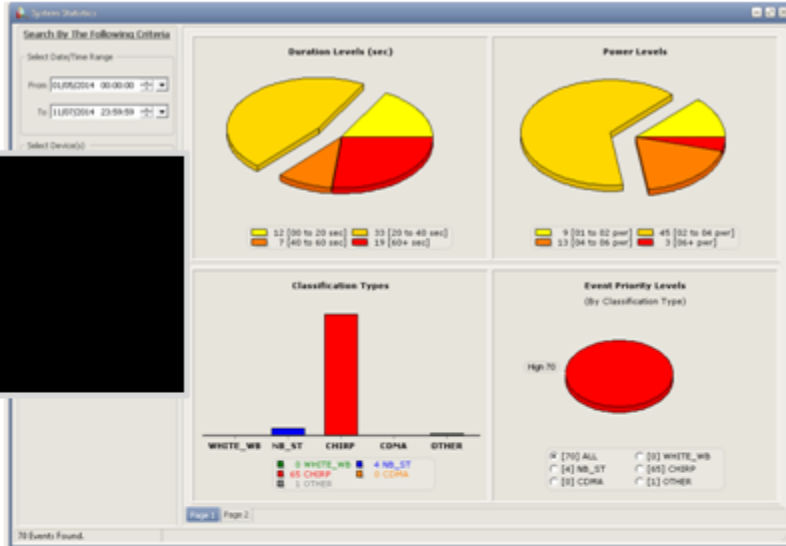 System Statistics
Search By The Following Criteria
Select Date/Time Range
From 01/05/2014 00:00:00
To 11/07/2014 23:59:59
Select Device(s)
Duration Levels (sec)
12 [00 to 20 sec] 33 [20 to 40 sec]
7 [40 to 60 sec] 19 [60+ sec]
Power Levels
9 [01 to 02 pwr] 45 [02 to 04 pwr]
13 [04 to 06 pwr] 3 [06+ pwr]
Classification Types
WHITE_WB NB_ST CHIRP CDMA OTHER
0 WHITE_WB 4 NB_ST
65 CHIRP 0 CDMA
1 OTHER
Event Priority Levels
(By Classification Type)
High 70
[70] ALL [0] WHITE_WB
[4] NB_ST [65] CHIRP
[0] CDMA [1] OTHER
Page 1 Page 2
70 Events Found.